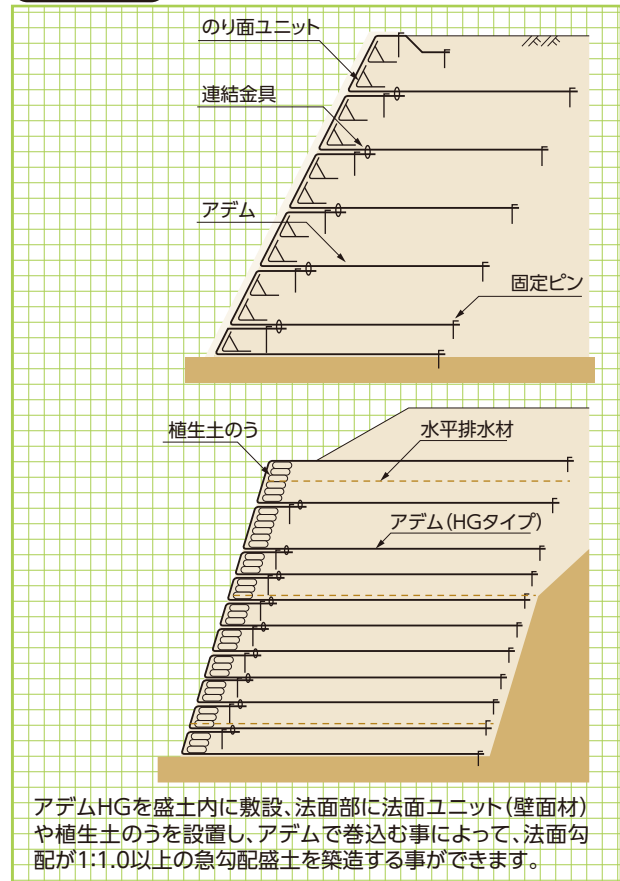 のり面ユニット
連結金具
アデム
固定ピン
植生土のう
水平排水材
アデム(HGタイプ)
アデムHGを盛土内に敷設、法面部に法面ユニット(壁面材)
や植生土のうを設置し、アデムで巻込む事によって、法面勾
配が1:1.0以上の急勾配盛土を築造する事ができます。